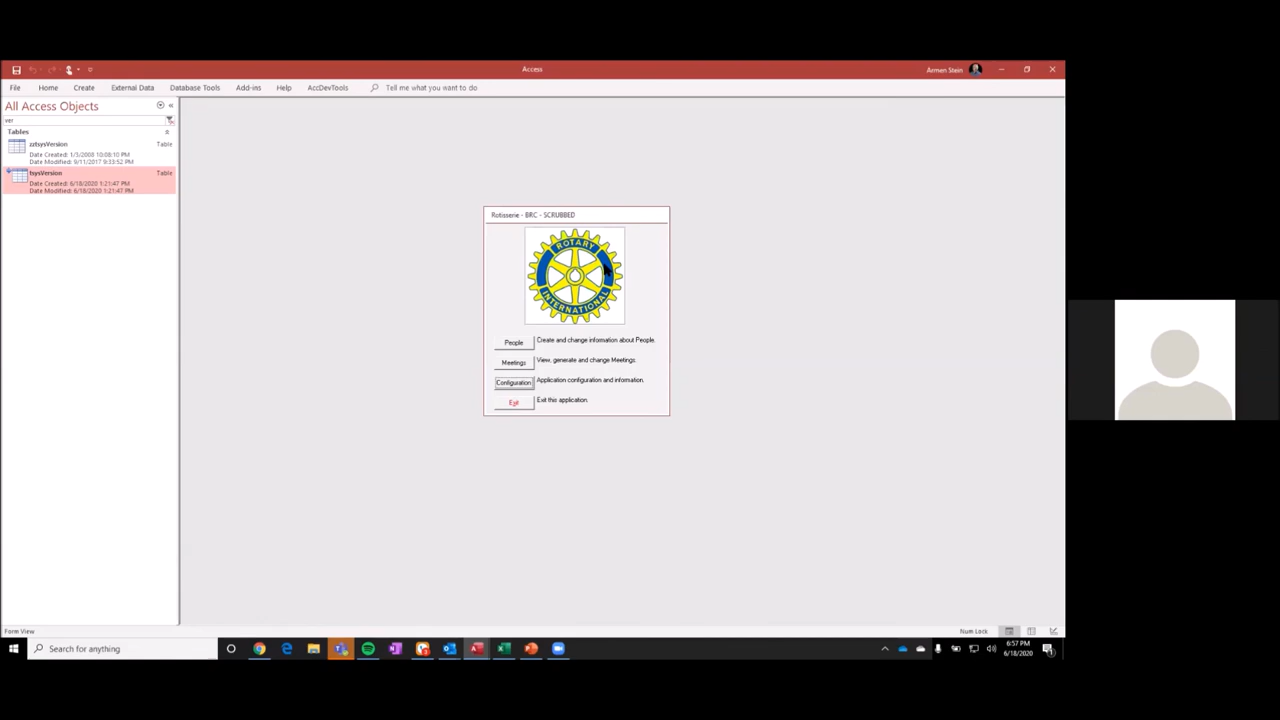 Access
Armen Stein
File Home Create External Data Database Tools Add-ins Help AccDevTools Tell me what you want to do
All Access Objects
ver
Tables
zztsysVersion Table
Date Created: 1/3/2008 10:08:10 PM
Date Modified: 9/11/2017 9:33:52 PM
tsysVersion Table
Date Created: 6/18/2020 1:21:47 PM
Date Modified: 6/18/2020 1:21:47 PM
Rotisserie - BRC - SCRUBBED
ROTARY
INTERNATIONAL
People Create and change information about People.
Meetings View, generate and change Meetings.
Configuration Application configuration and information.
Exit Exit this application.
Form View
Num Lock
Search for anything
6:57 PM
6/18/2020